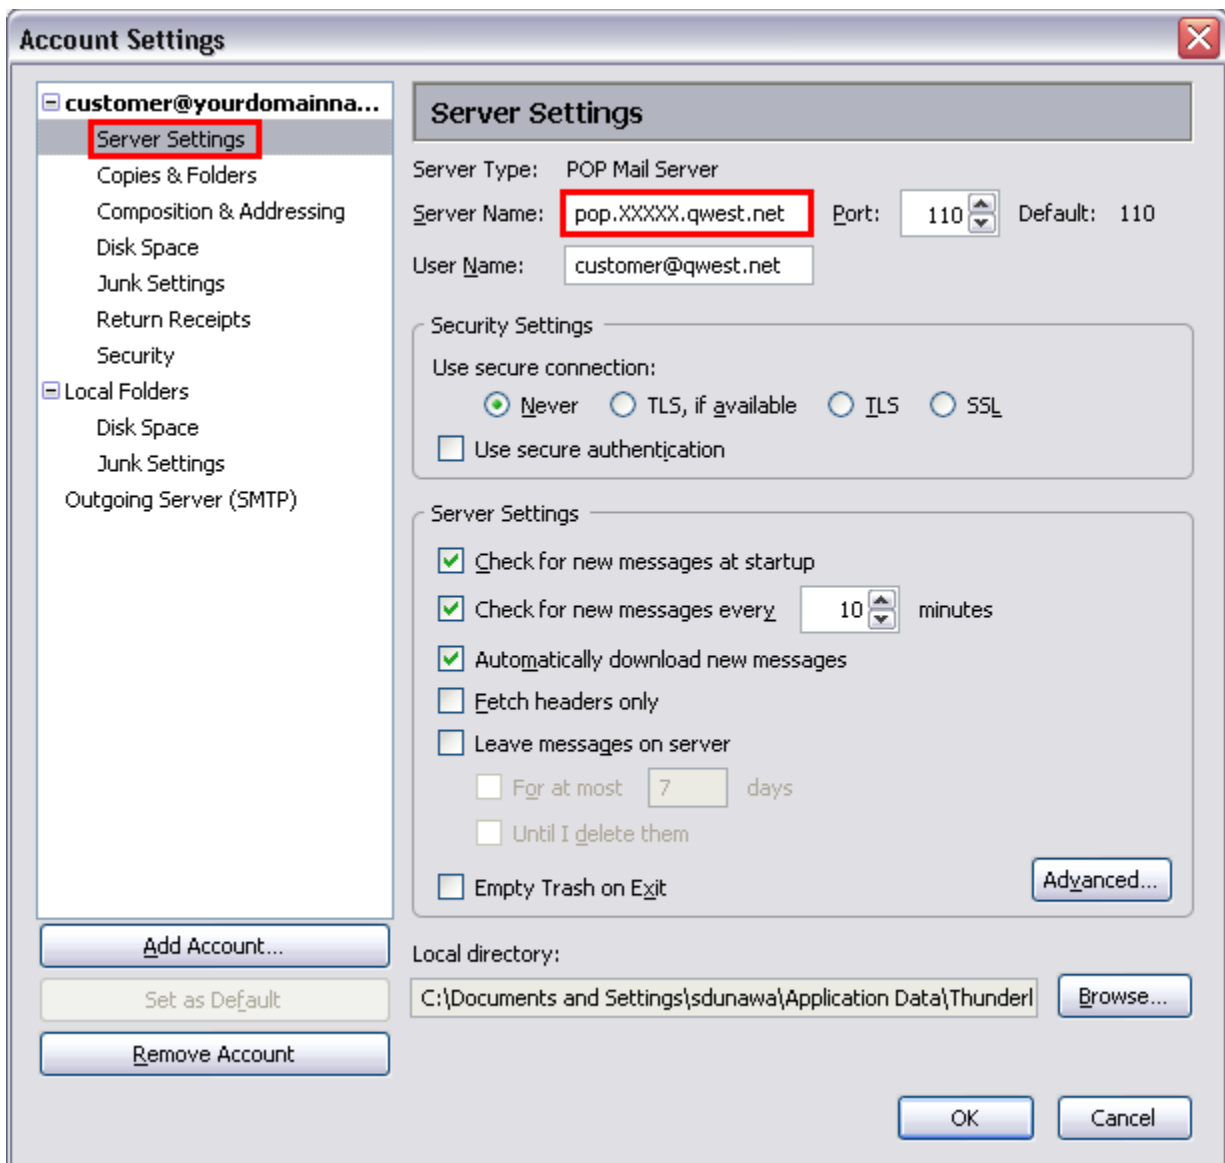 Account Settings
customer@yourdomainna...
Server Settings
Copies & Folders
Composition & Addressing
Disk Space
Junk Settings
Return Receipts
Security
Local Folders
Disk Space
Junk Settings
Outgoing Server (SMTP)
Add Account...
Set as Default
Remove Account
Server Settings
Server Type: POP Mail Server
Server Name: pop.XXXXX.qwest.net Port: 110 Default: 110
User Name: customer@qwest.net
Security Settings
Use secure connection:
Never TLS, if available TLS SSL
Use secure authentication
Server Settings
Check for new messages at startup
Check for new messages every 10 minutes
Automatically download new messages
Fetch headers only
Leave messages on server
For at most 7 days
Until I delete them
Empty Trash on Exit Advanced...
Local directory:
C:\Documents and Settings\sdunawa\Application Data\Thunderl Browse...
OK Cancel